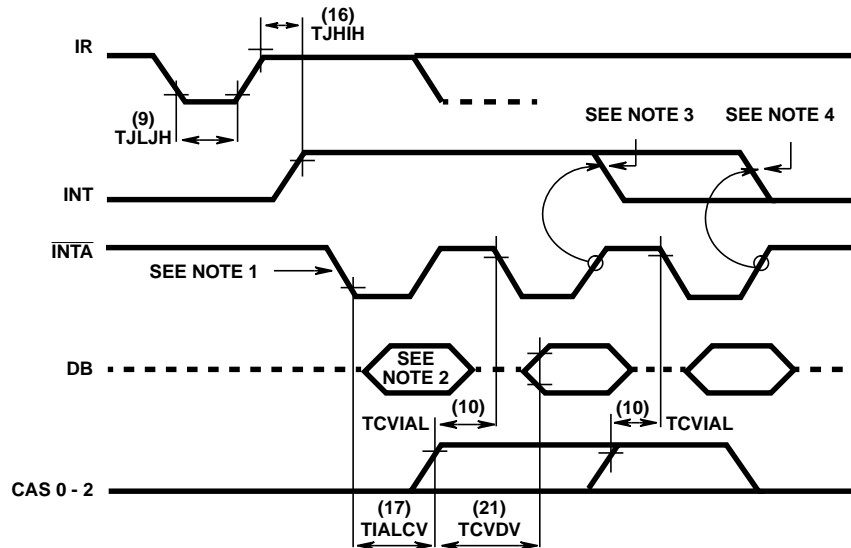 (16)
TJHIH
IR
(9)
TJLJH
SEE NOTE 3
SEE NOTE 4
INT
INTA
SEE NOTE 1
DB
SEE
NOTE 2
TCVIAL
(10)
(10)
TCVIAL
CAS 0 - 2
(17)
TIALCV
(21)
TCVDV